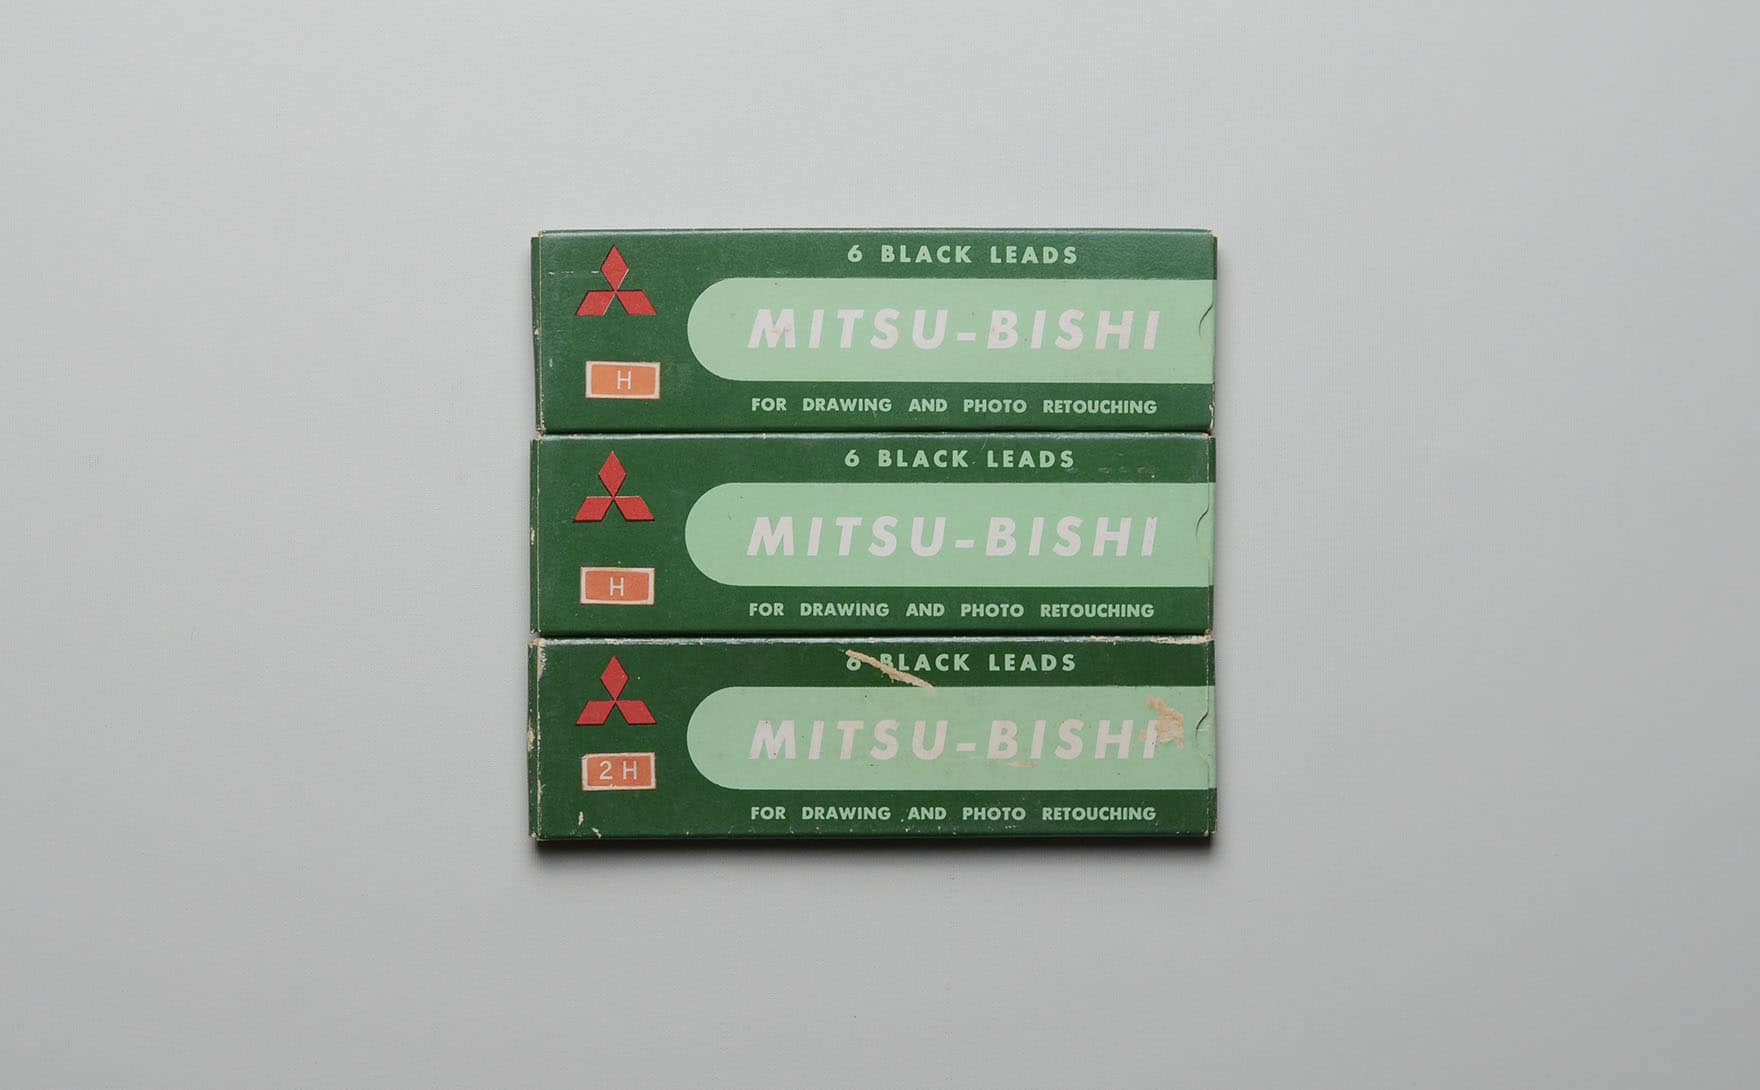 6 BLACK LEADS
MITSU-BISHI
H
FOR DRAWING AND PHOTO RETOUCHING
6 BLACK LEADS
MITSU-BISHI
H
FOR DRAWING AND PHOTO RETOUCHING
6 BLACK LEADS
MITSU-BISHI
2H
FOR DRAWING AND PHOTO RETOUCHING